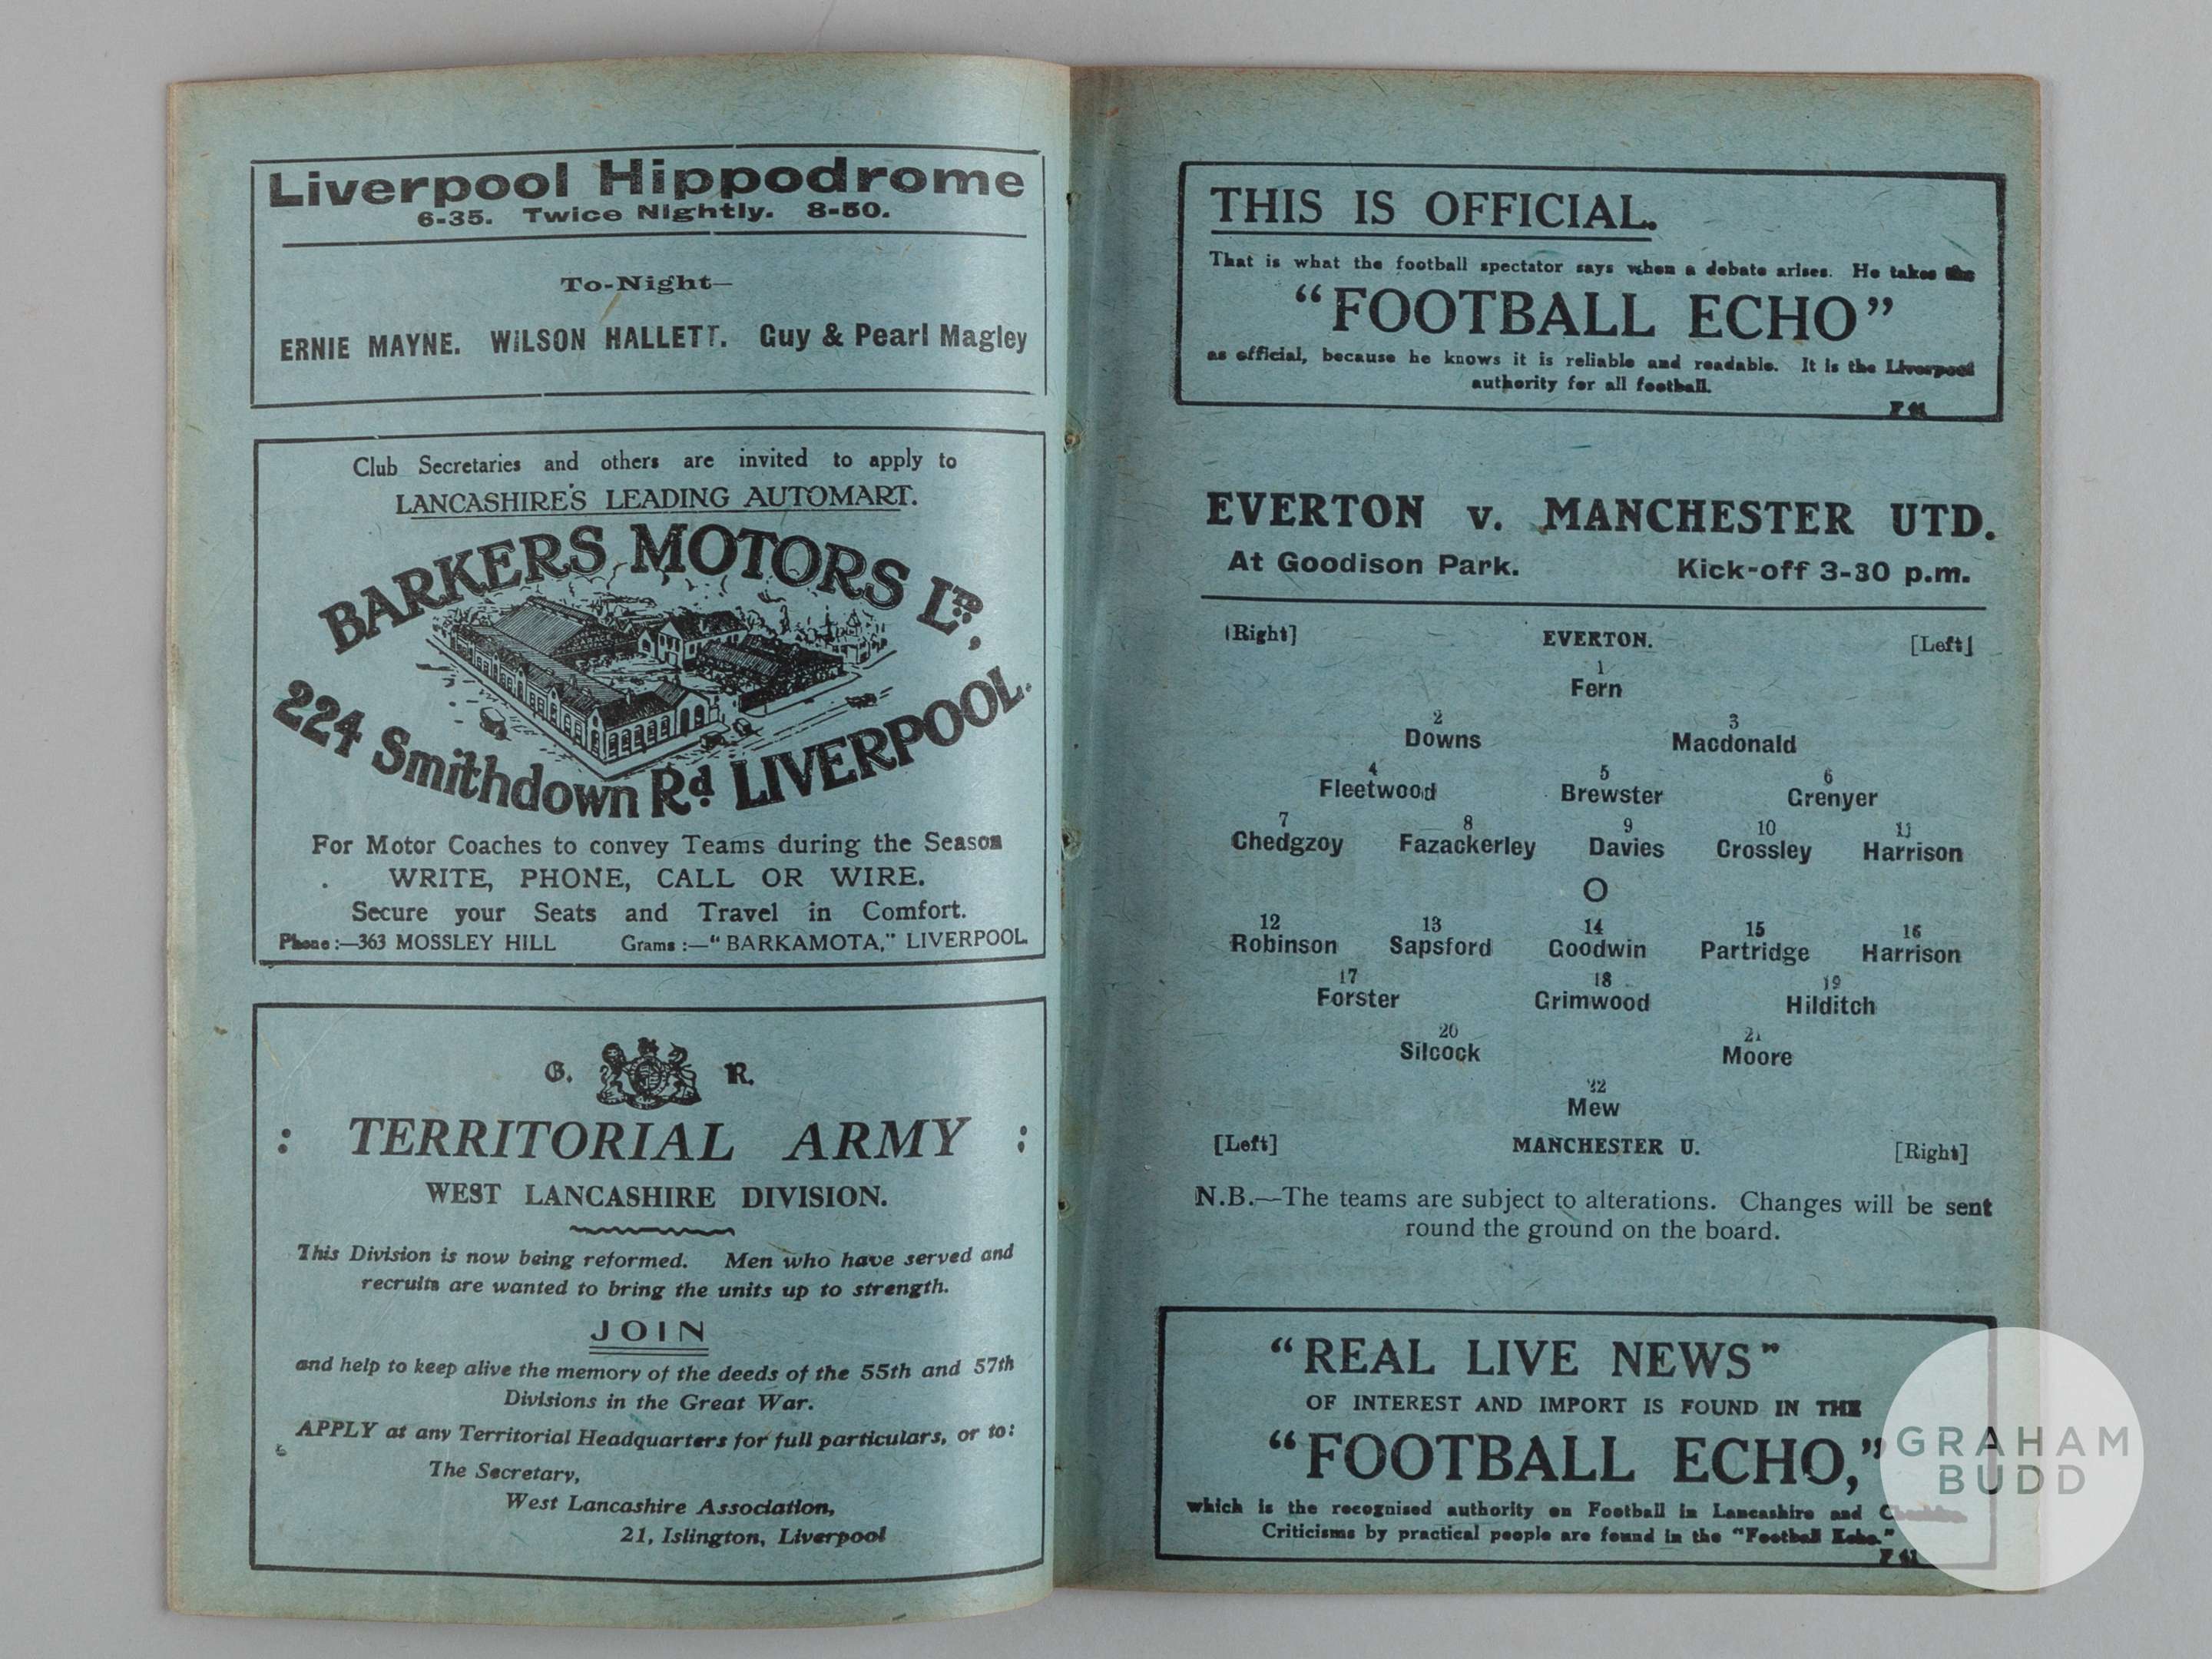 Liverpool Hippodrome
6-35. Twice Nightly. 8-50.
To-Night—
ERNIE MAYNE. WILSON HALLETT. Guy & Pearl Magley
Club Secretaries and others are invited to apply to
LANCASHIRE'S LEADING AUTOMART.
BARKERS MOTORS LTD.,
224 Smithdown Rd LIVERPOOL.
For Motor Coaches to convey Teams during the Season
WRITE, PHONE, CALL OR WIRE.
Secure your Seats and Travel in Comfort.
Phone :—363 MOSSLEY HILL Grams :—"BARKAMOTA," LIVERPOOL
G. R.
: TERRITORIAL ARMY :
WEST LANCASHIRE DIVISION.
This Division is now being reformed. Men who have served and
recruits are wanted to bring the units up to strength.
JOIN
and help to keep alive the memory of the deeds of the 55th and 57th
Divisions in the Great War.
APPLY at any Territorial Headquarters for full particulars, or to:
The Secretary,
West Lancashire Association,
21, Islington, Liverpool
THIS IS OFFICIAL.
That is what the football spectator says when a debate arises. He takes the
"FOOTBALL ECHO"
as official, because he knows it is reliable and readable. It is the Liverpool
authority for all football.
EVERTON v. MANCHESTER UTD.
At Goodison Park. Kick-off 3-30 p.m.
[Right] EVERTON. [Left]
1
Fern
2 3
Downs Macdonald
4 5 6
Fleetwood Brewster Grenyer
7 8 9 10 11
Chedgzoy Fazackerley Davies Crossley Harrison
O
12 13 14 15 16
Robinson Sapsford Goodwin Partridge Harrison
17 18 19
Forster Grimwood Hilditch
20 21
Silcock Moore
22
Mew
[Left] MANCHESTER U. [Right]
N.B.—The teams are subject to alterations. Changes will be sent
round the ground on the board.
"REAL LIVE NEWS"
OF INTEREST AND IMPORT IS FOUND IN THE
"FOOTBALL ECHO,"
which is the recognised authority on Football in Lancashire and
Criticisms by practical people are found in the "Football Echo."
F 41
GRAHAM
BUDD